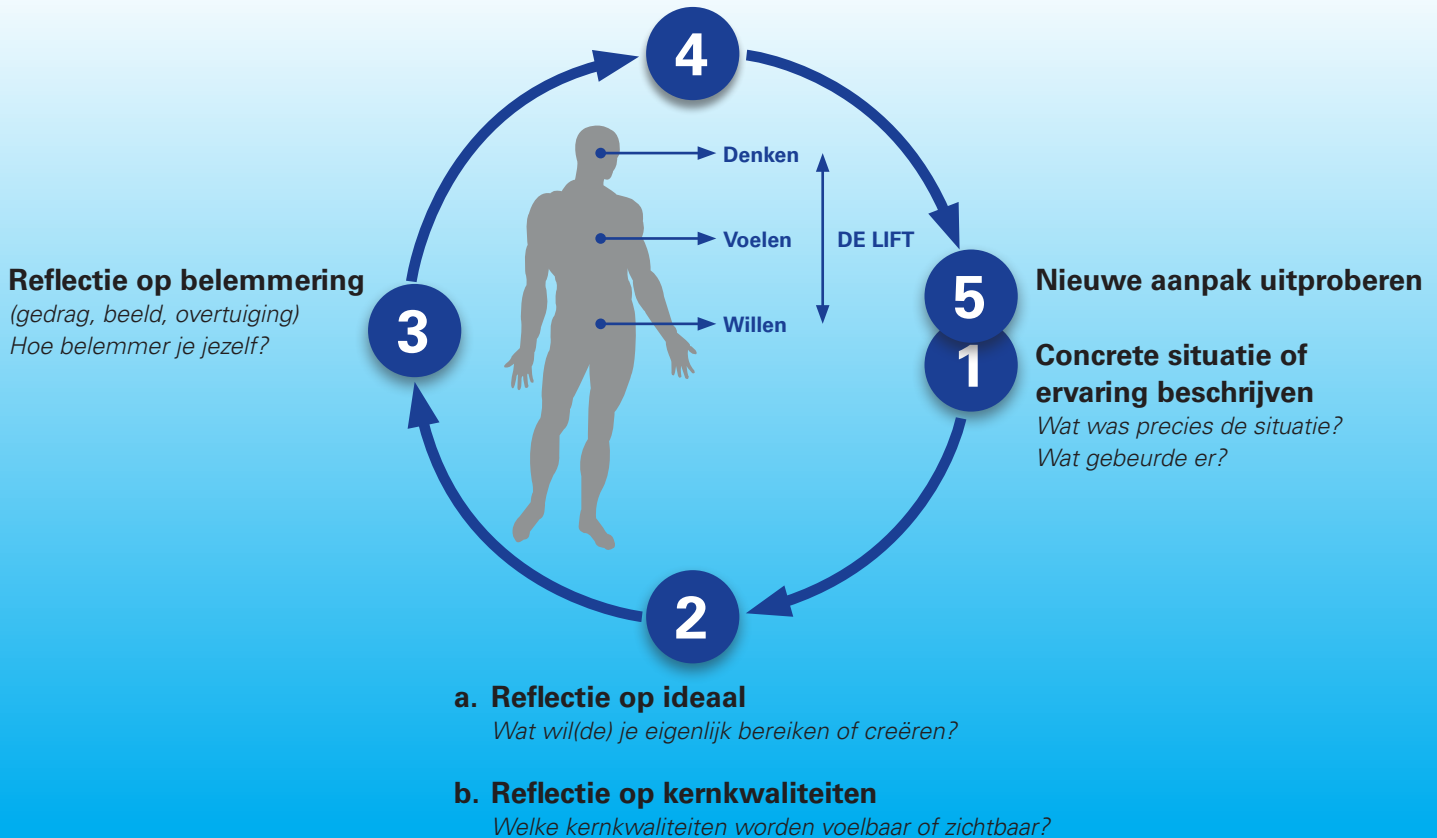 4
Denken
Voelen
DE LIFT
Willen
Reflectie op belemmering
(gedrag, beeld, overtuiging)
Hoe belemmer je jezelf?
3
5
Nieuwe aanpak uitproberen
1
Concrete situatie of
ervaring beschrijven
Wat was precies de situatie?
Wat gebeurde er?
2
a. Reflectie op ideaal
Wat wil(de) je eigenlijk bereiken of creëren?
b. Reflectie op kernkwaliteiten
Welke kernkwaliteiten worden voelbaar of zichtbaar?